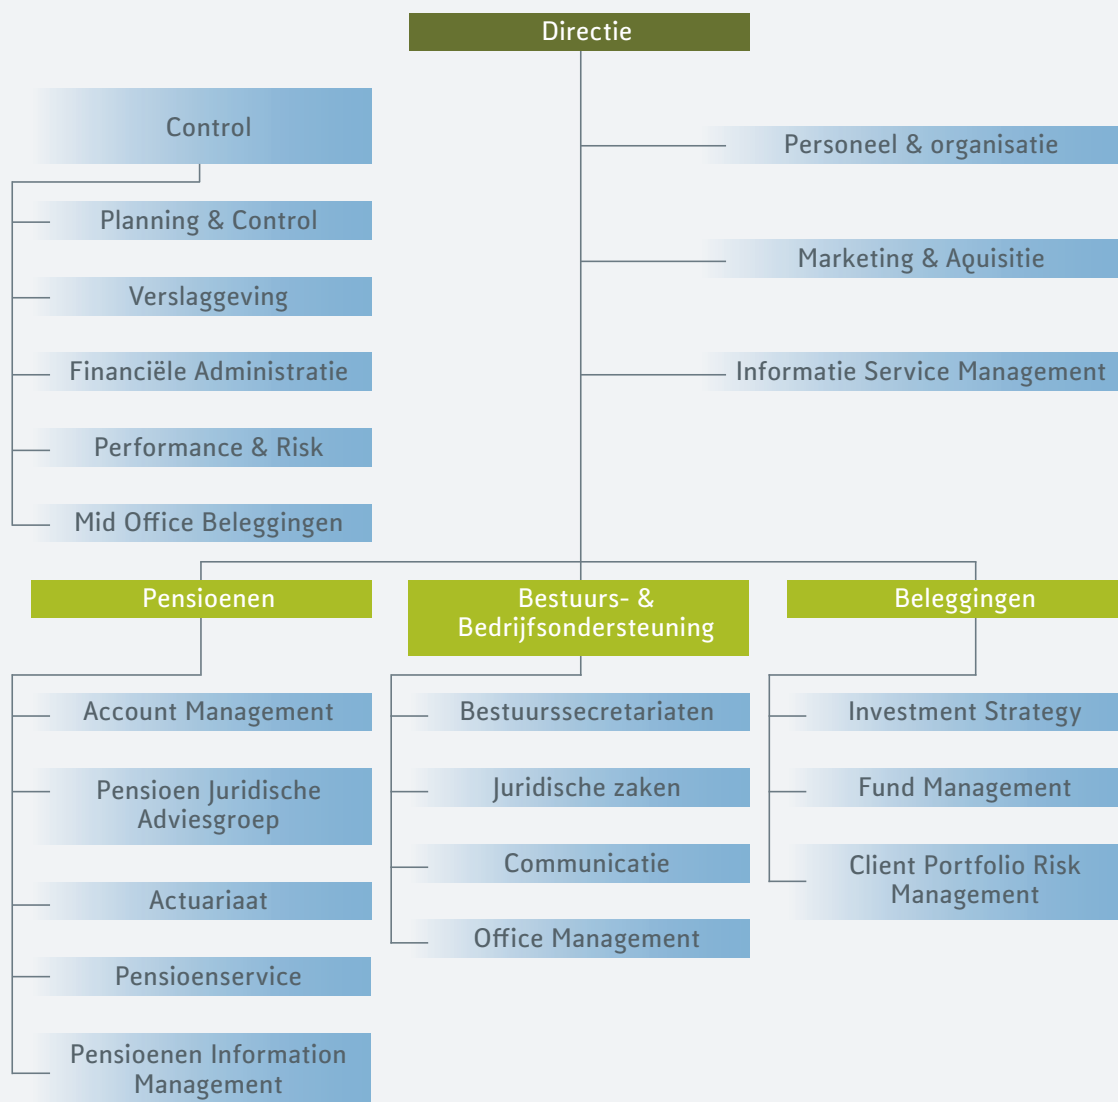 Directie
Control
Planning & Control
Verslaggeving
Financiële Administratie
Performance & Risk
Mid Office Beleggingen
Personeel & organisatie
Marketing & Aquisitie
Informatie Service Management
Pensioenen
Account Management
Pensioen Juridische
Adviesgroep
Actuariaat
Pensioenservice
Pensioenen Information
Management
Bestuurs- &
Bedrijfsondersteuning
Bestuurssecretariaten
Juridische zaken
Communicatie
Office Management
Beleggingen
Investment Strategy
Fund Management
Client Portfolio Risk
Management